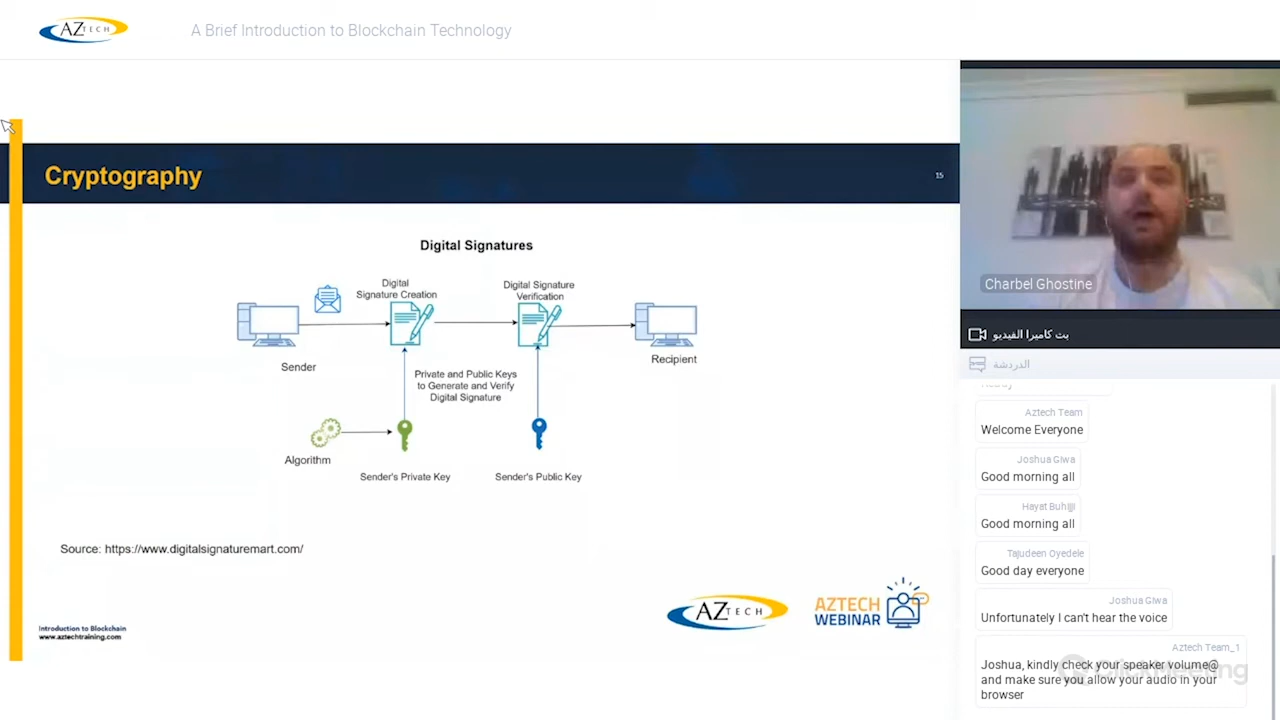 AZTECH
A Brief Introduction to Blockchain Technology
Cryptography
15
Digital Signatures
Digital
Signature Creation
Digital Signature
Verification
Sender
Recipient
Private and Public Keys
to Generate and Verify
Digital Signature
Algorithm
Sender's Private Key
Sender's Public Key
Source: https://www.digitalsignaturemart.com/
Introduction to Blockchain
www.aztechtraining.com
AZTECH
AZTECH
WEBINAR
Charbel Ghostine
بث كاميرا الفيديو
الدردشة
Aztech Team
Welcome Everyone
Joshua Giwa
Good morning all
Hayat Buhijji
Good morning all
Tajudeen Oyedele
Good day everyone
Joshua Giwa
Unfortunately I can't hear the voice
Aztech Team_1
Joshua, kindly check your speaker volume@
and make sure you allow your audio in your
browser
ClickMeeting